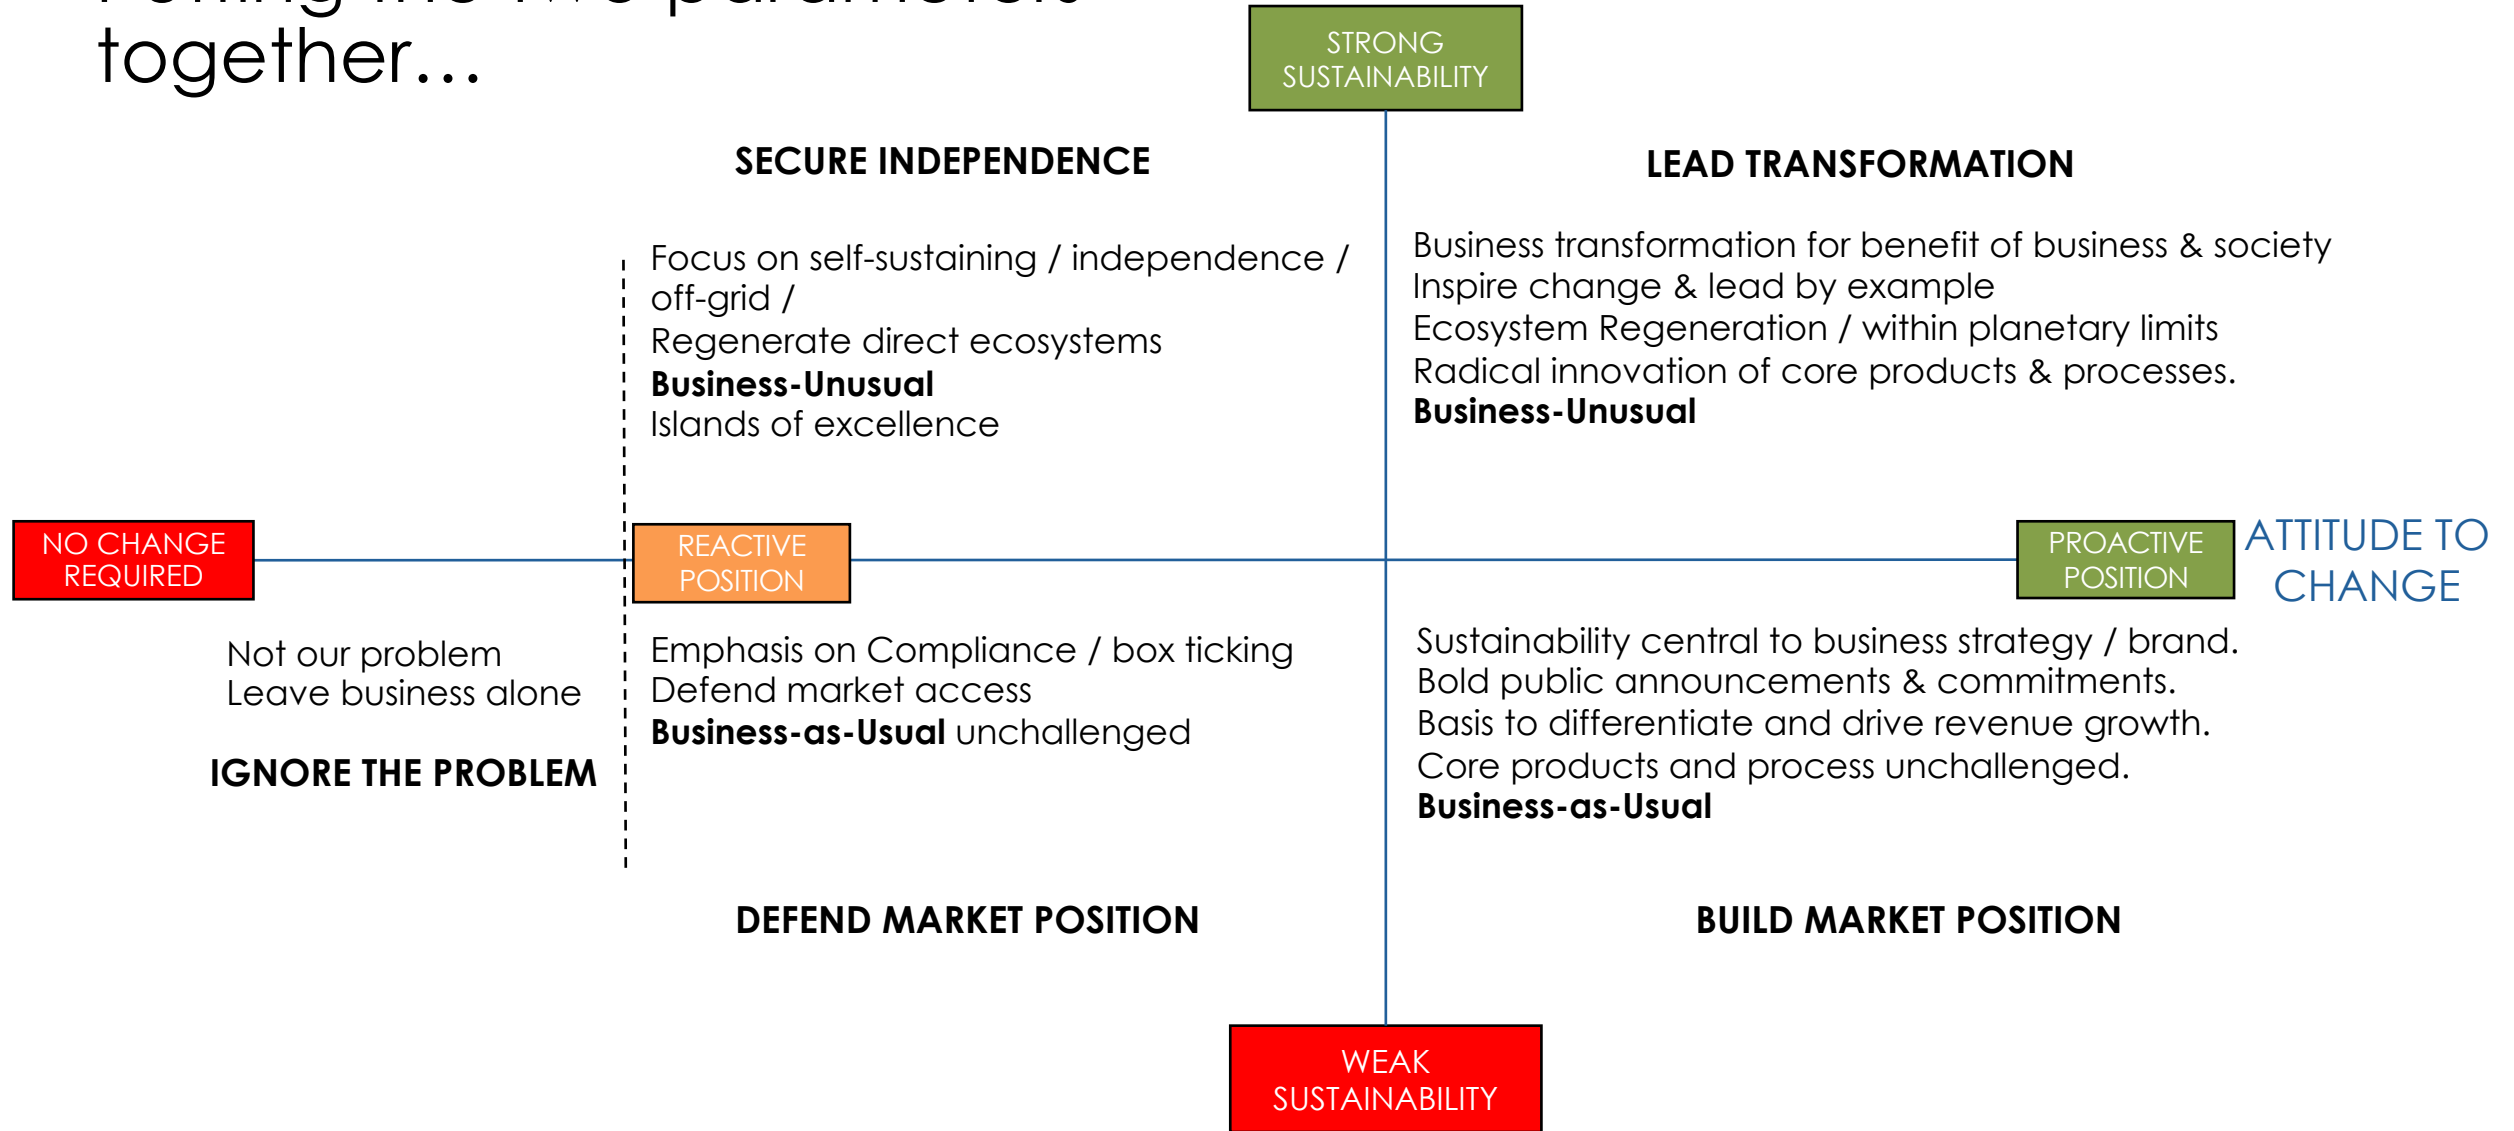 together…
STRONG
SUSTAINABILITY
SECURE INDEPENDENCE
Focus on self-sustaining / independence /
off-grid /
Regenerate direct ecosystems
Business-Unusual
Islands of excellence
LEAD TRANSFORMATION
Business transformation for benefit of business & society
Inspire change & lead by example
Ecosystem Regeneration / within planetary limits
Radical innovation of core products & processes.
Business-Unusual
NO CHANGE
REQUIRED
REACTIVE
POSITION
PROACTIVE
POSITION
ATTITUDE TO
CHANGE
Not our problem
Leave business alone
IGNORE THE PROBLEM
Emphasis on Compliance / box ticking
Defend market access
Business-as-Usual unchallenged
DEFEND MARKET POSITION
Sustainability central to business strategy / brand.
Bold public announcements & commitments.
Basis to differentiate and drive revenue growth.
Core products and process unchallenged.
Business-as-Usual
BUILD MARKET POSITION
WEAK
SUSTAINABILITY